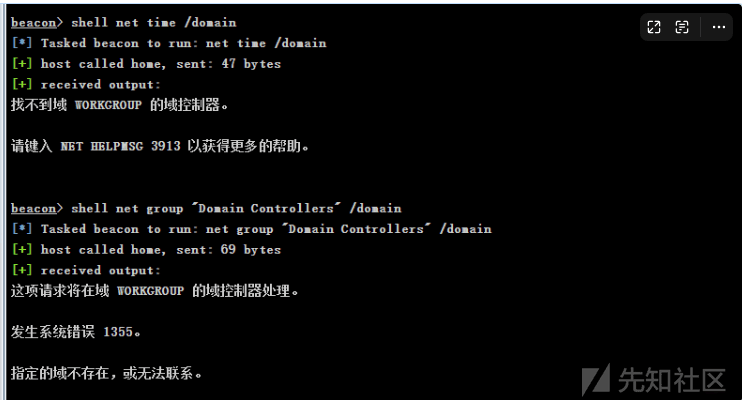 beacon> shell net time /domain
[*] Tasked beacon to run: net time /domain
[+] host called home, sent: 47 bytes
[+] received output:
找不到域 WORKGROUP 的域控制器。
请键入 NET HELPMSG 3913 以获得更多的帮助。
beacon> shell net group "Domain Controllers" /domain
[*] Tasked beacon to run: net group "Domain Controllers" /domain
[+] host called home, sent: 69 bytes
[+] received output:
这项请求将在域 WORKGROUP 的域控制器处理。
发生系统错误 1355。
指定的域不存在，或无法联系。
先知社区